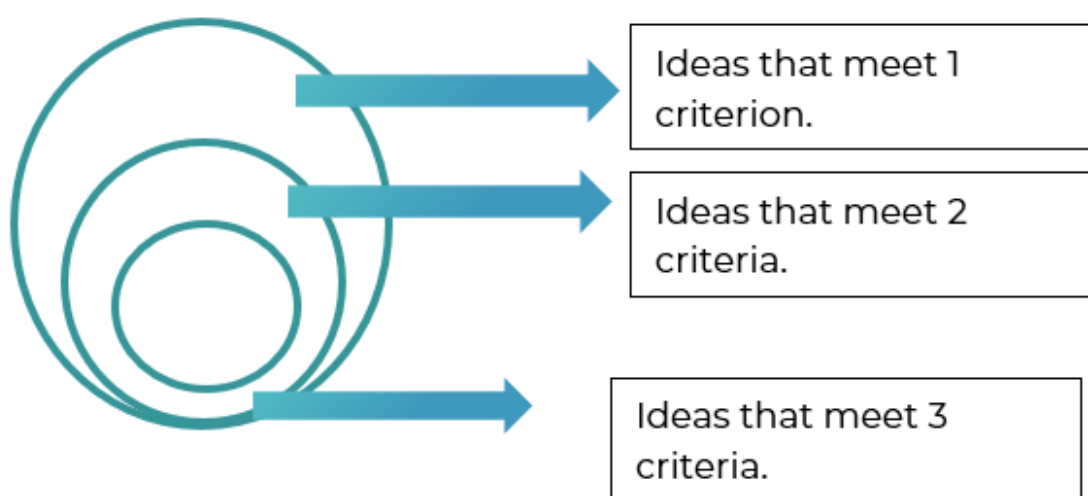 Ideas that meet 1
criterion.
Ideas that meet 2
criteria.
Ideas that meet 3
criteria.